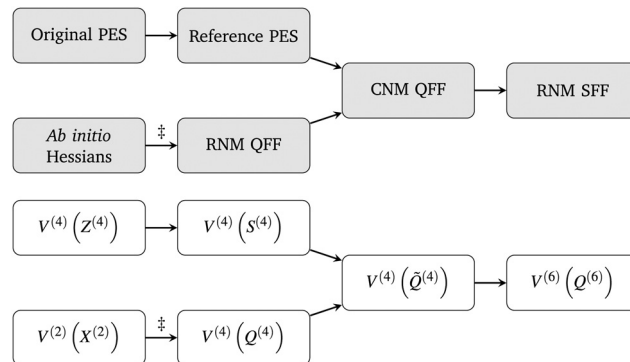 Original PES
Reference PES
CNM QFF
RNM SFF
Ab initio
Hessians
‡
RNM QFF
V⁽⁴⁾ (Z⁽⁴⁾)
V⁽⁴⁾ (S⁽⁴⁾)
V⁽⁴⁾ (Q̃⁽⁴⁾)
V⁽⁶⁾ (Q⁽⁶⁾)
V⁽²⁾ (X⁽²⁾)
‡
V⁽⁴⁾ (Q⁽⁴⁾)